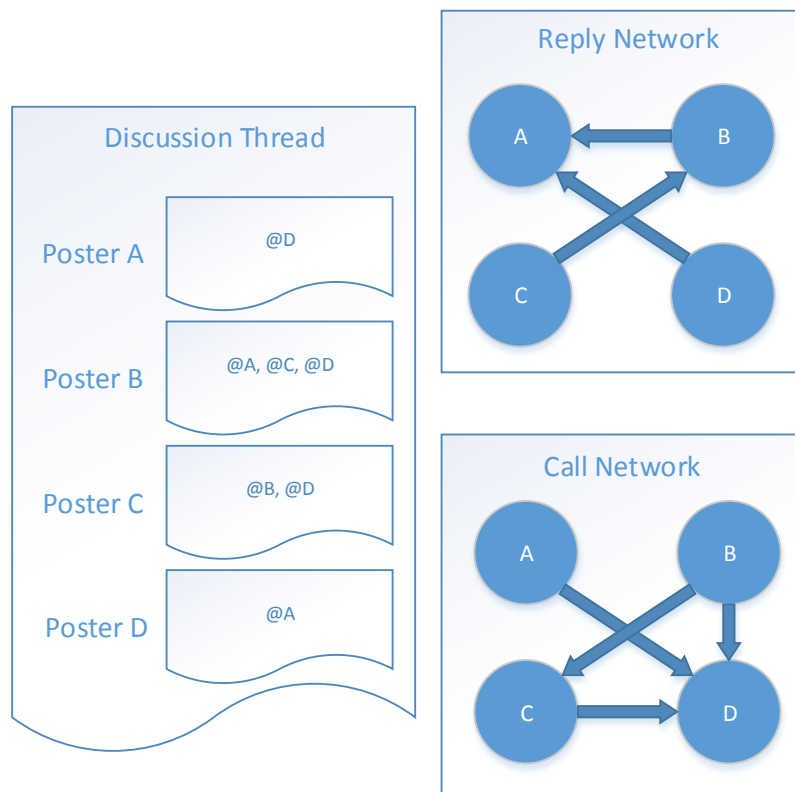 Discussion Thread
Poster A
@D
Poster B
@A, @C, @D
Poster C
@B, @D
Poster D
@A
Reply Network
A
B
C
D
Call Network
A
B
C
D